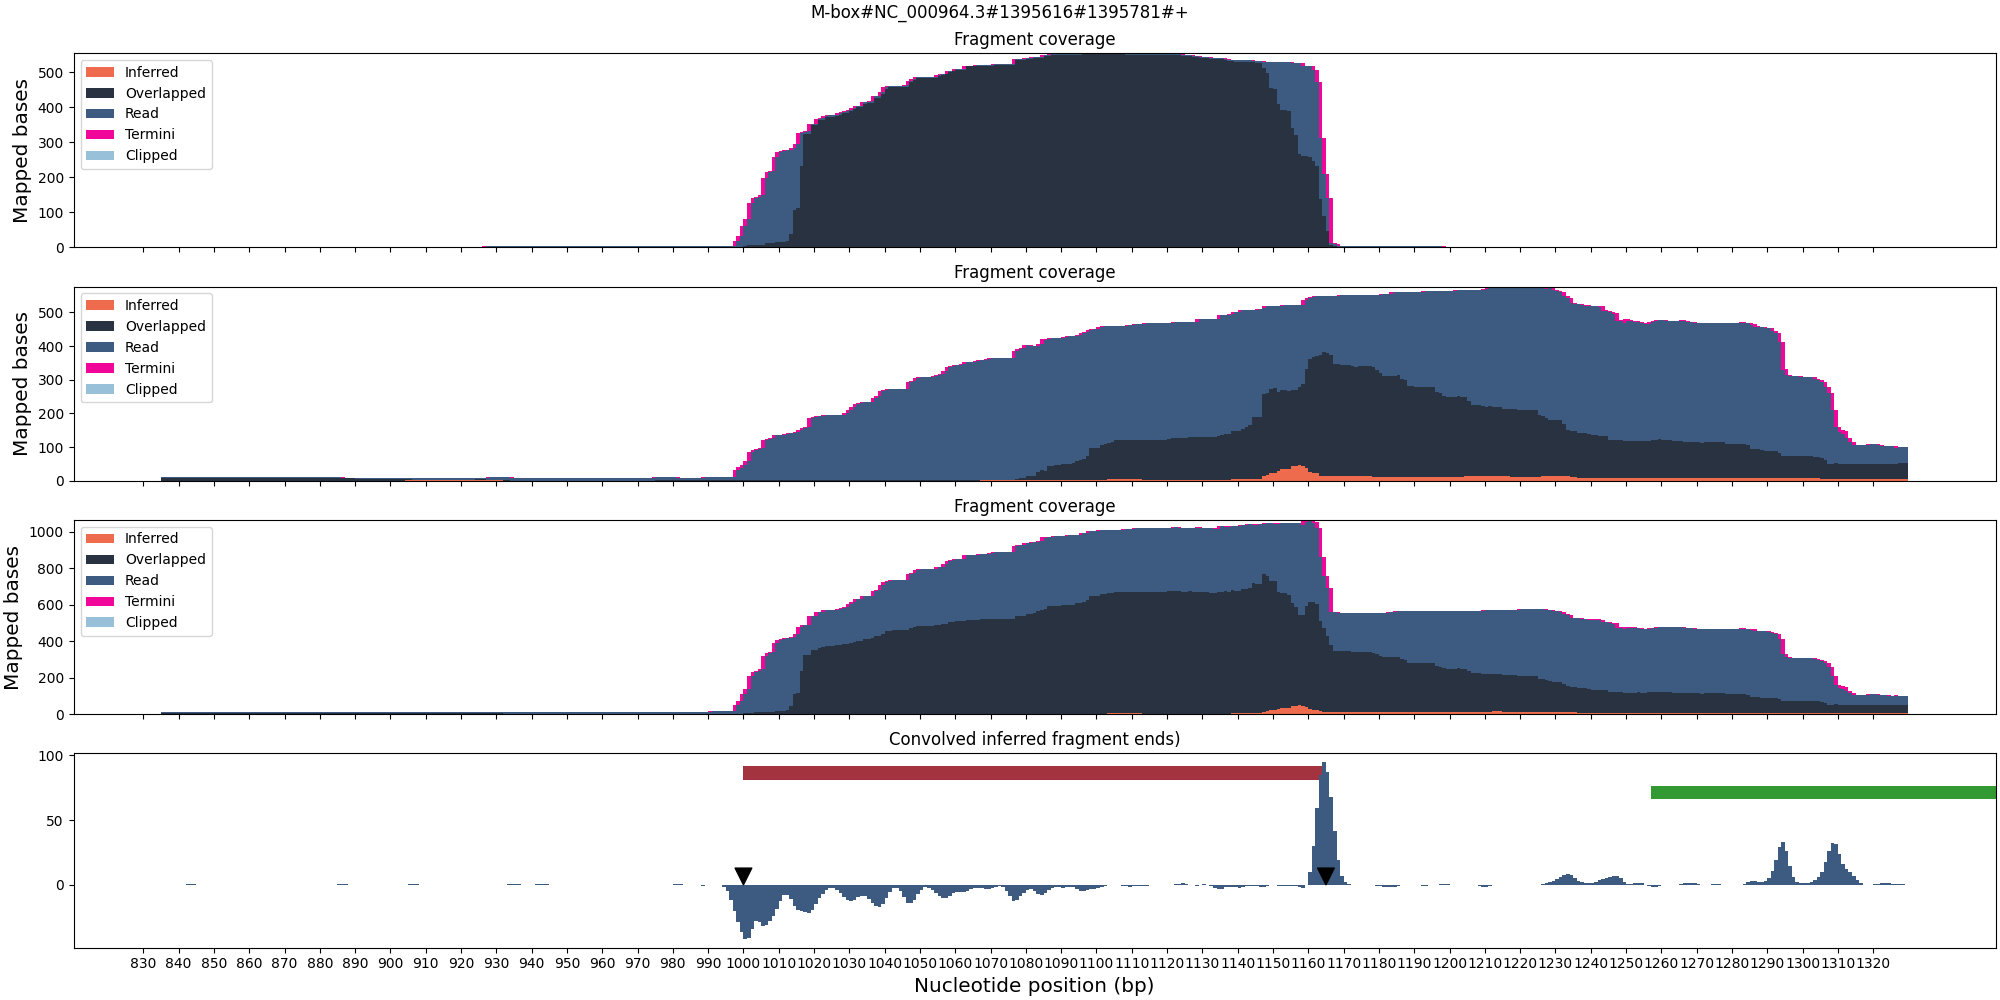 M-box#NC_000964.3#1395616#1395781#+
Fragment coverage
Mapped bases
500
400
300
200
100
0
Inferred
Overlapped
Read
Termini
Clipped
Fragment coverage
Mapped bases
500
400
300
200
100
0
Inferred
Overlapped
Read
Termini
Clipped
Fragment coverage
Mapped bases
1000
800
600
400
200
0
Inferred
Overlapped
Read
Termini
Clipped
Convolved inferred fragment ends)
100
50
0
830 840 850 860 870 880 890 900 910 920 930 940 950 960 970 980 990 1000 1010 1020 1030 1040 1050 1060 1070 1080 1090 1100 1110 1120 1130 1140 1150 1160 1170 1180 1190 1200 1210 1220 1230 1240 1250 1260 1270 1280 1290 1300 1310 1320
Nucleotide position (bp)